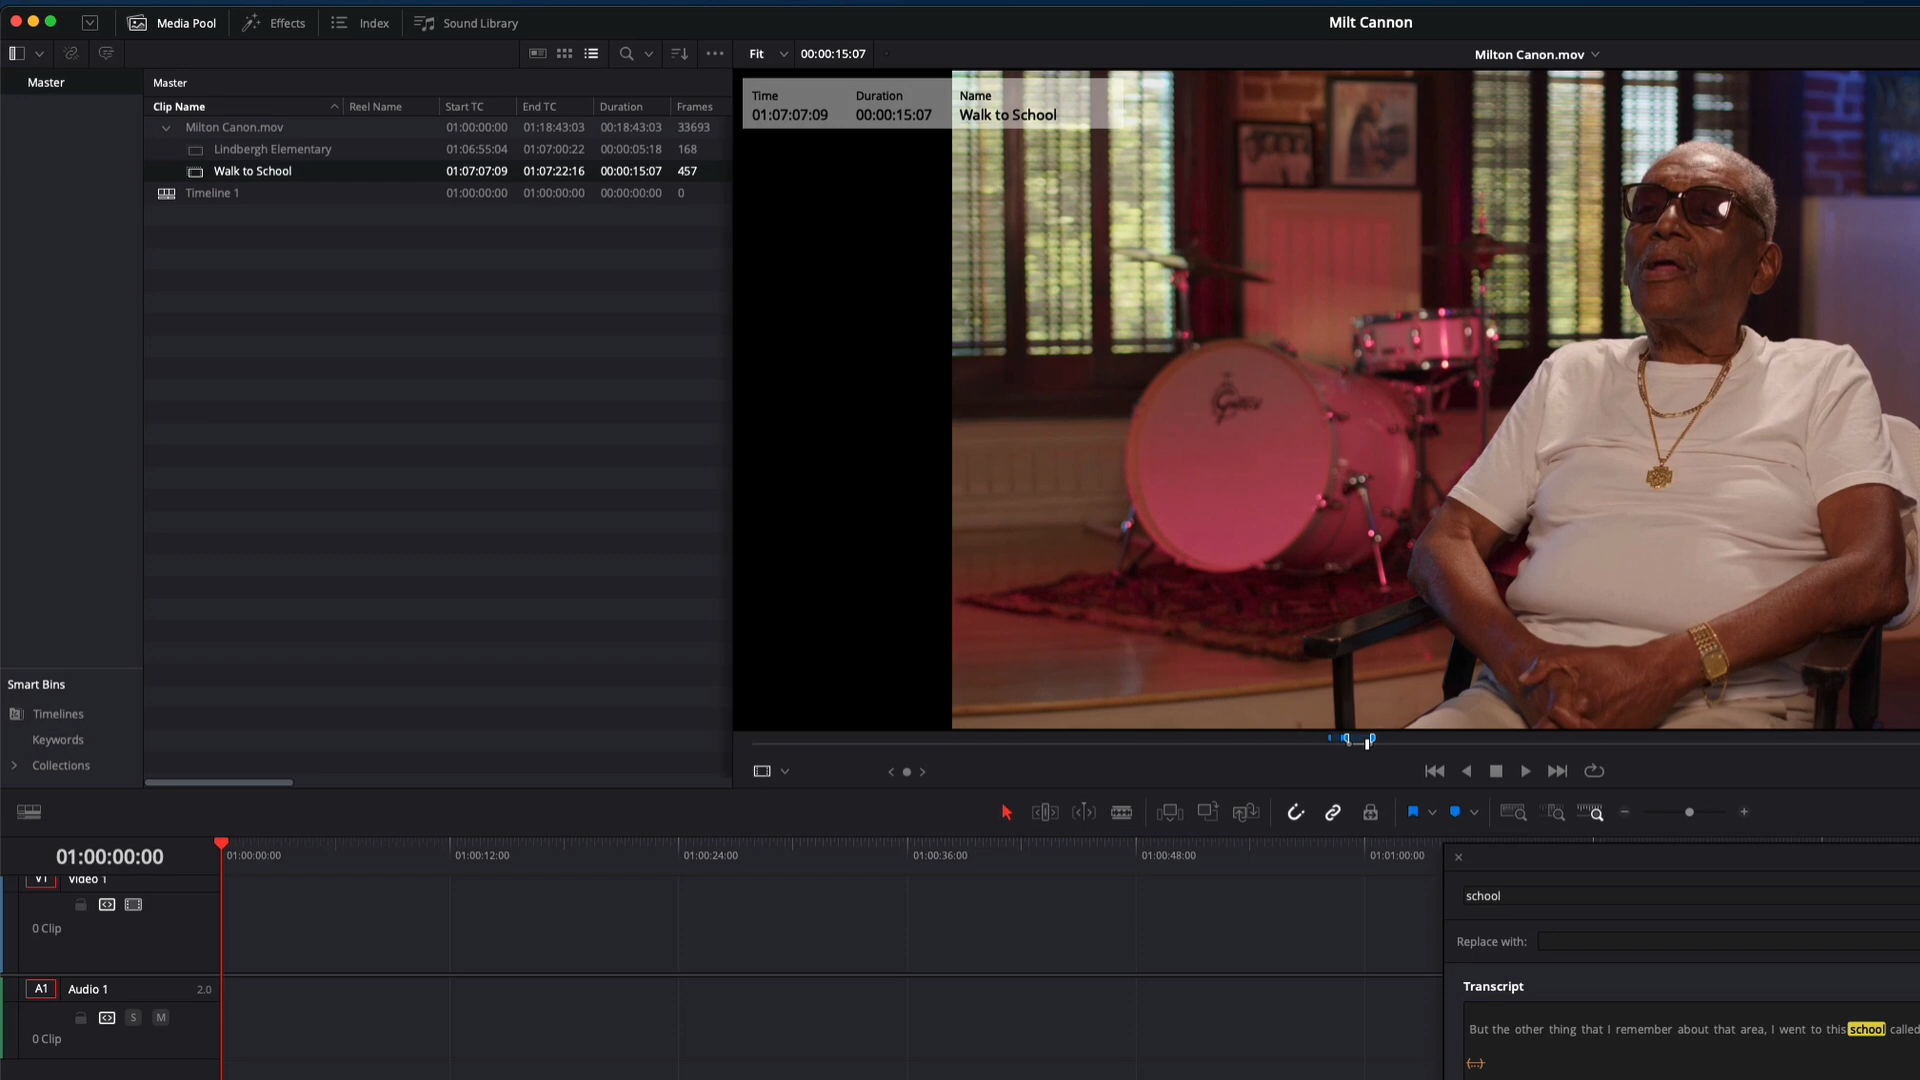 Media Pool
Effects
Index
Sound Library
Milt Cannon
Fit
00:00:15:07
Milton Canon.mov
Master
Master
Clip Name
Reel Name
Start TC
End TC
Duration
Frames
Milton Canon.mov
01:00:00:00
01:18:43:03
00:18:43:03
33693
Lindbergh Elementary
01:06:55:04
01:07:00:22
00:00:05:18
168
Walk to School
01:07:07:09
01:07:22:16
00:00:15:07
457
Timeline 1
01:00:00:00
01:00:00:00
00:00:00:00
0
Time
Duration
Name
01:07:07:09
00:00:15:07
Walk to School
Smart Bins
Timelines
Keywords
Collections
01:00:00:00
01:00:00:00
01:00:12:00
01:00:24:00
01:00:36:00
01:00:48:00
01:01:00:00
V1
Video 1
0 Clip
A1
Audio 1
2.0
S
M
0 Clip
school
Replace with:
Transcript
But the other thing that I remember about that area, I went to this school called
(...)